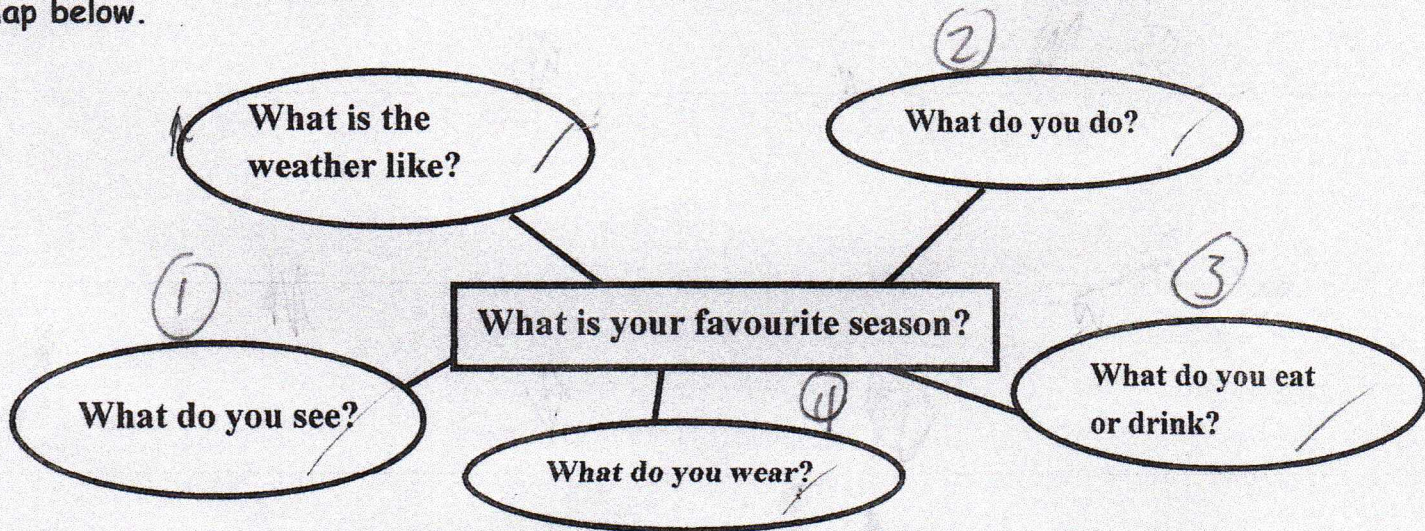 ap below.
2
What is the
weather like?
What do you do?
1
3
What is your favourite season?
What do you see?
4
What do you eat
or drink?
What do you wear?